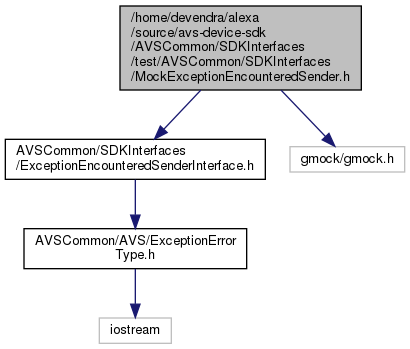 /home/devendra/alexa
/source/avs-device-sdk
/AVSCommon/SDKInterfaces
/test/AVSCommon/SDKInterfaces
/MockExceptionEncounteredSender.h
AVSCommon/SDKInterfaces
/ExceptionEncounteredSenderInterface.h
gmock/gmock.h
AVSCommon/AVS/ExceptionError
Type.h
iostream